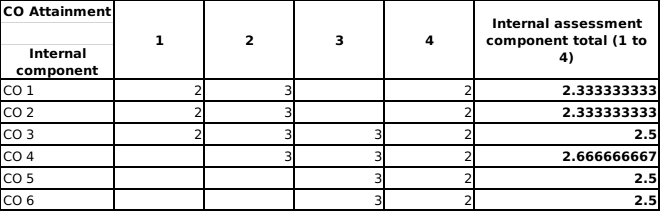 CO Attainment
Internal
component
1 2 3 4
Internal assessment
component total (1 to
4)
CO 1 2 3 2 2.333333333
CO 2 2 3 2 2.333333333
CO 3 2 3 3 2 2.5
CO 4 3 3 2 2.666666667
CO 5 3 2 2.5
CO 6 3 2 2.5